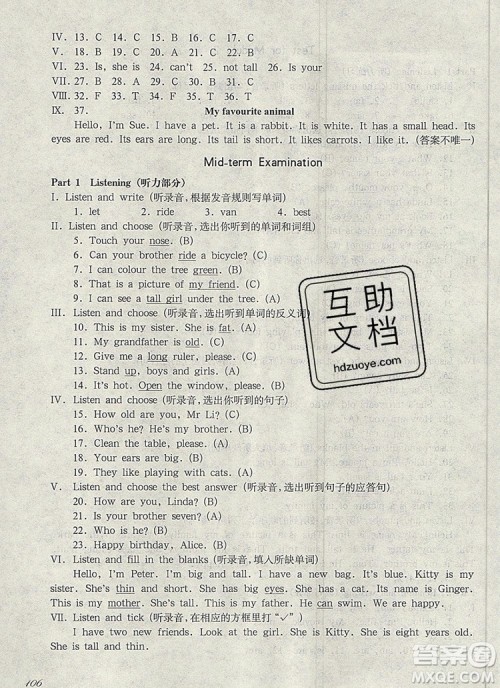 IV. 13. C 14. C 15. B 16. B 17. C
V. 18. C 19. C 20. B 21. C 22. B
VI. 23. Is, she is 24. can't 25. not tall 26. Is your
VII. 27. B 28. C 29. B 30. B 31. C
VIII. 32. F 33. T 34. F 35. T 36. T
IX. 37. My favourite animal
Hello, I'm Sue. I have a pet. It is a rabbit. It is white. It has a small head. Its
eyes are red. Its ears are long. Its tail is short. It likes carrots. I like it. (答案不唯一)
Mid-term Examination
Part 1 Listening (听力部分)
I. Listen and write (听录音,根据发音规则写单词)
1. let 2. ride 3. van 4. best
II. Listen and choose (听录音,选出你听到的单词和词组)
5. Touch your nose. (B)
6. Can your brother ride a bicycle? (B)
7. I can colour the tree green. (B)
8. That is a picture of my friend. (B)
9. I can see a tall girl under the tree. (B)
III. Listen and choose (听录音,选出听到的单词的反义词)
10. This is my sister. She is fat. (A)
11. My grandfather is old. (B)
12. Give me a long ruler, please. (C)
13. Stand up, boys and girls. (B)
14. It's hot. Open the window, please. (B)
IV. Listen and choose (听录音,选出听到的句子)
15. How old are you, Mr Li? (C)
16. Who's he? He's my brother. (C)
17. Clean the table, please. (A)
18. Your ears are big. (A)
19. They like playing with cats. (C)
V. Listen and choose the best answer (听录音,选出听到句子的应答句)
20. How are you, Linda? (B)
21. Is your brother seven? (B)
22. Who is she? (A)
23. Happy birthday, Alice. (A)
VI. Listen and fill in the blanks (听录音,填入所缺单词)
Hello, I'm Peter. I'm big and tall. I have a new bag. It's blue. Kitty is my
sister. She's thin and short. She has big eyes. She has a cat. Its name is Ginger.
This is my mother. She is tall and thin. My mum can swim. We are happy.
VII. Listen and tick (听录音,在相应的方框里打“✓”)
I have two new friends. Look at the girl. She is Kitty. She is eight years old.
She is tall and thin.
106
互助
文档
hdzuoye.com
答案圈
MXQE.COM